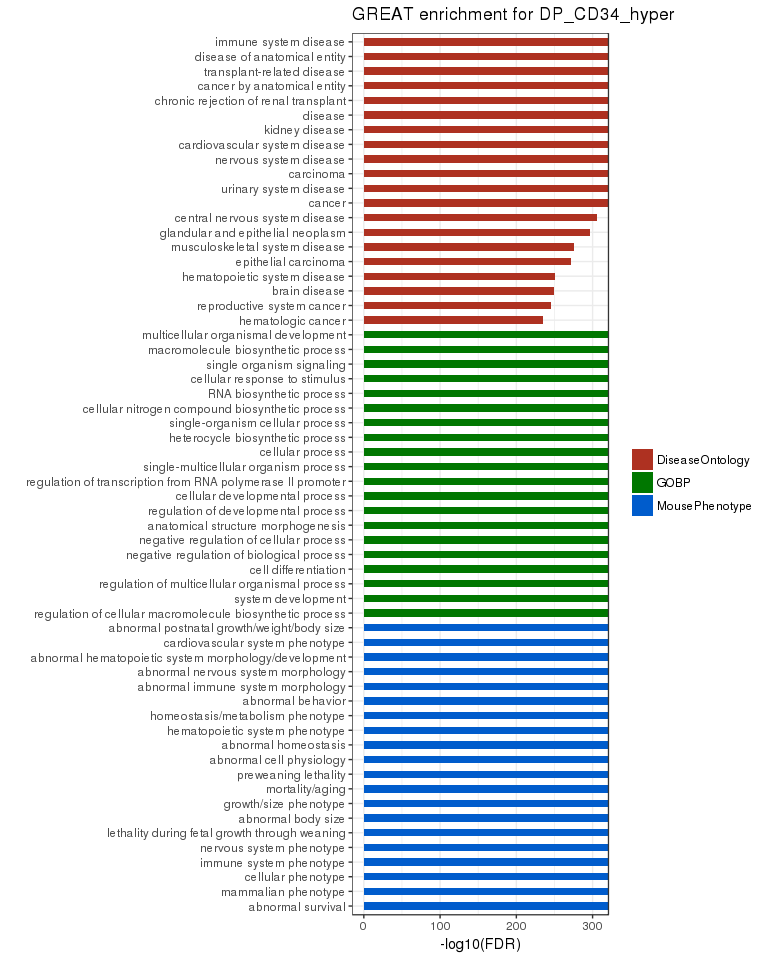 GREAT enrichment for DP_CD34_hyper
immune system disease
disease of anatomical entity
transplant-related disease
cancer by anatomical entity
chronic rejection of renal transplant
disease
kidney disease
cardiovascular system disease
nervous system disease
carcinoma
urinary system disease
cancer
central nervous system disease
glandular and epithelial neoplasm
musculoskeletal system disease
epithelial carcinoma
hematopoietic system disease
brain disease
reproductive system cancer
hematologic cancer
multicellular organismal development
macromolecule biosynthetic process
single organism signaling
cellular response to stimulus
RNA biosynthetic process
cellular nitrogen compound biosynthetic process
single-organism cellular process
heterocycle biosynthetic process
cellular process
single-multicellular organism process
regulation of transcription from RNA polymerase II promoter
cellular developmental process
regulation of developmental process
anatomical structure morphogenesis
negative regulation of cellular process
negative regulation of biological process
cell differentiation
regulation of multicellular organismal process
system development
regulation of cellular macromolecule biosynthetic process
abnormal postnatal growth/weight/body size
cardiovascular system phenotype
abnormal hematopoietic system morphology/development
abnormal nervous system morphology
abnormal immune system morphology
abnormal behavior
homeostasis/metabolism phenotype
hematopoietic system phenotype
abnormal homeostasis
abnormal cell physiology
preweaning lethality
mortality/aging
growth/size phenotype
abnormal body size
lethality during fetal growth through weaning
nervous system phenotype
immune system phenotype
cellular phenotype
mammalian phenotype
abnormal survival
0 100 200 300
-log10(FDR)
DiseaseOntology
GOBP
MousePhenotype